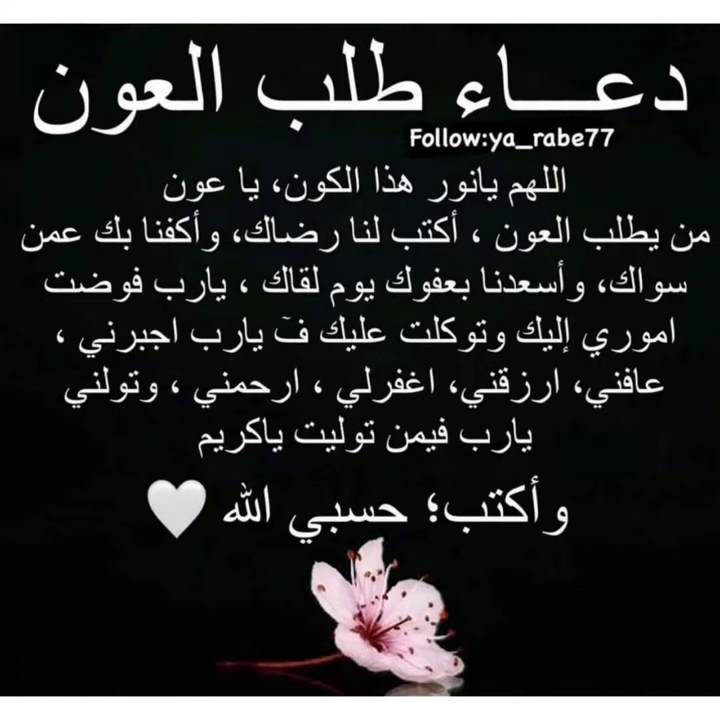 دعـــاء طلب العون
Follow:ya_rabe77
اللهم يانور هذا الكون، يا عون
من يطلب العون ، أكتب لنا رضاك، وأكفنا بك عمن
سواك، وأسعدنا بعفوك يوم لقاك ، يارب فوضت
اموري إليك وتوكلت عليك فَ يارب اجبرني ،
عافني، ارزقني، اغفرلي ، ارحمني ، وتولني
يارب فيمن توليت ياكريم
وأكتب؛ حسبي الله 🤍